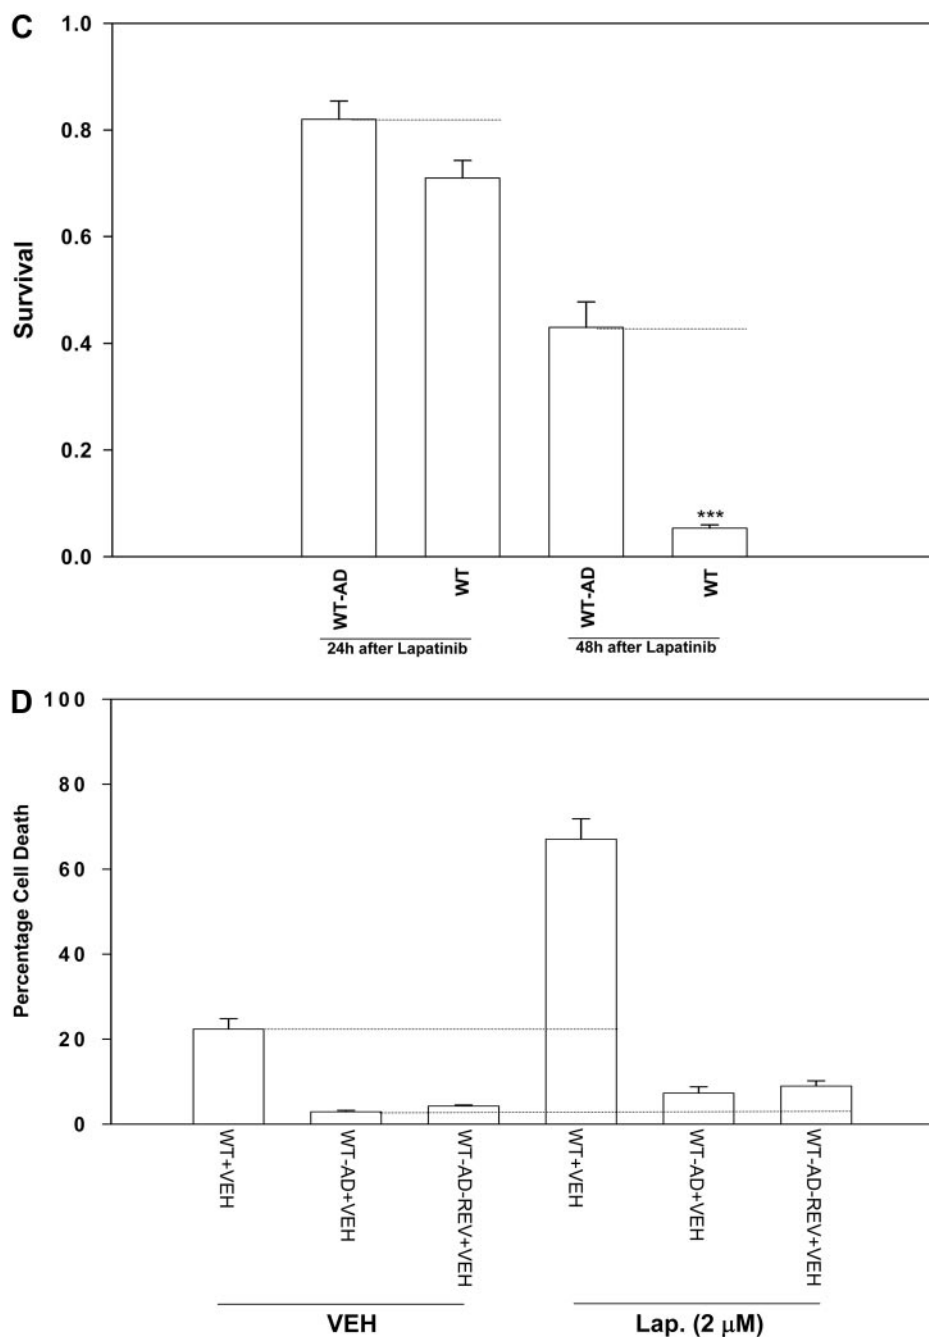 C
1.0
0.8
0.6
0.4
0.2
0.0
Survival
***
WT-AD
WT
WT-AD
WT
24h after Lapatinib
48h after Lapatinib
D
100
80
60
40
20
0
Percentage Cell Death
WT+VEH
WT-AD+VEH
WT-AD-REV+VEH
WT+VEH
WT-AD+VEH
WT-AD-REV+VEH
VEH
Lap. (2 μM)